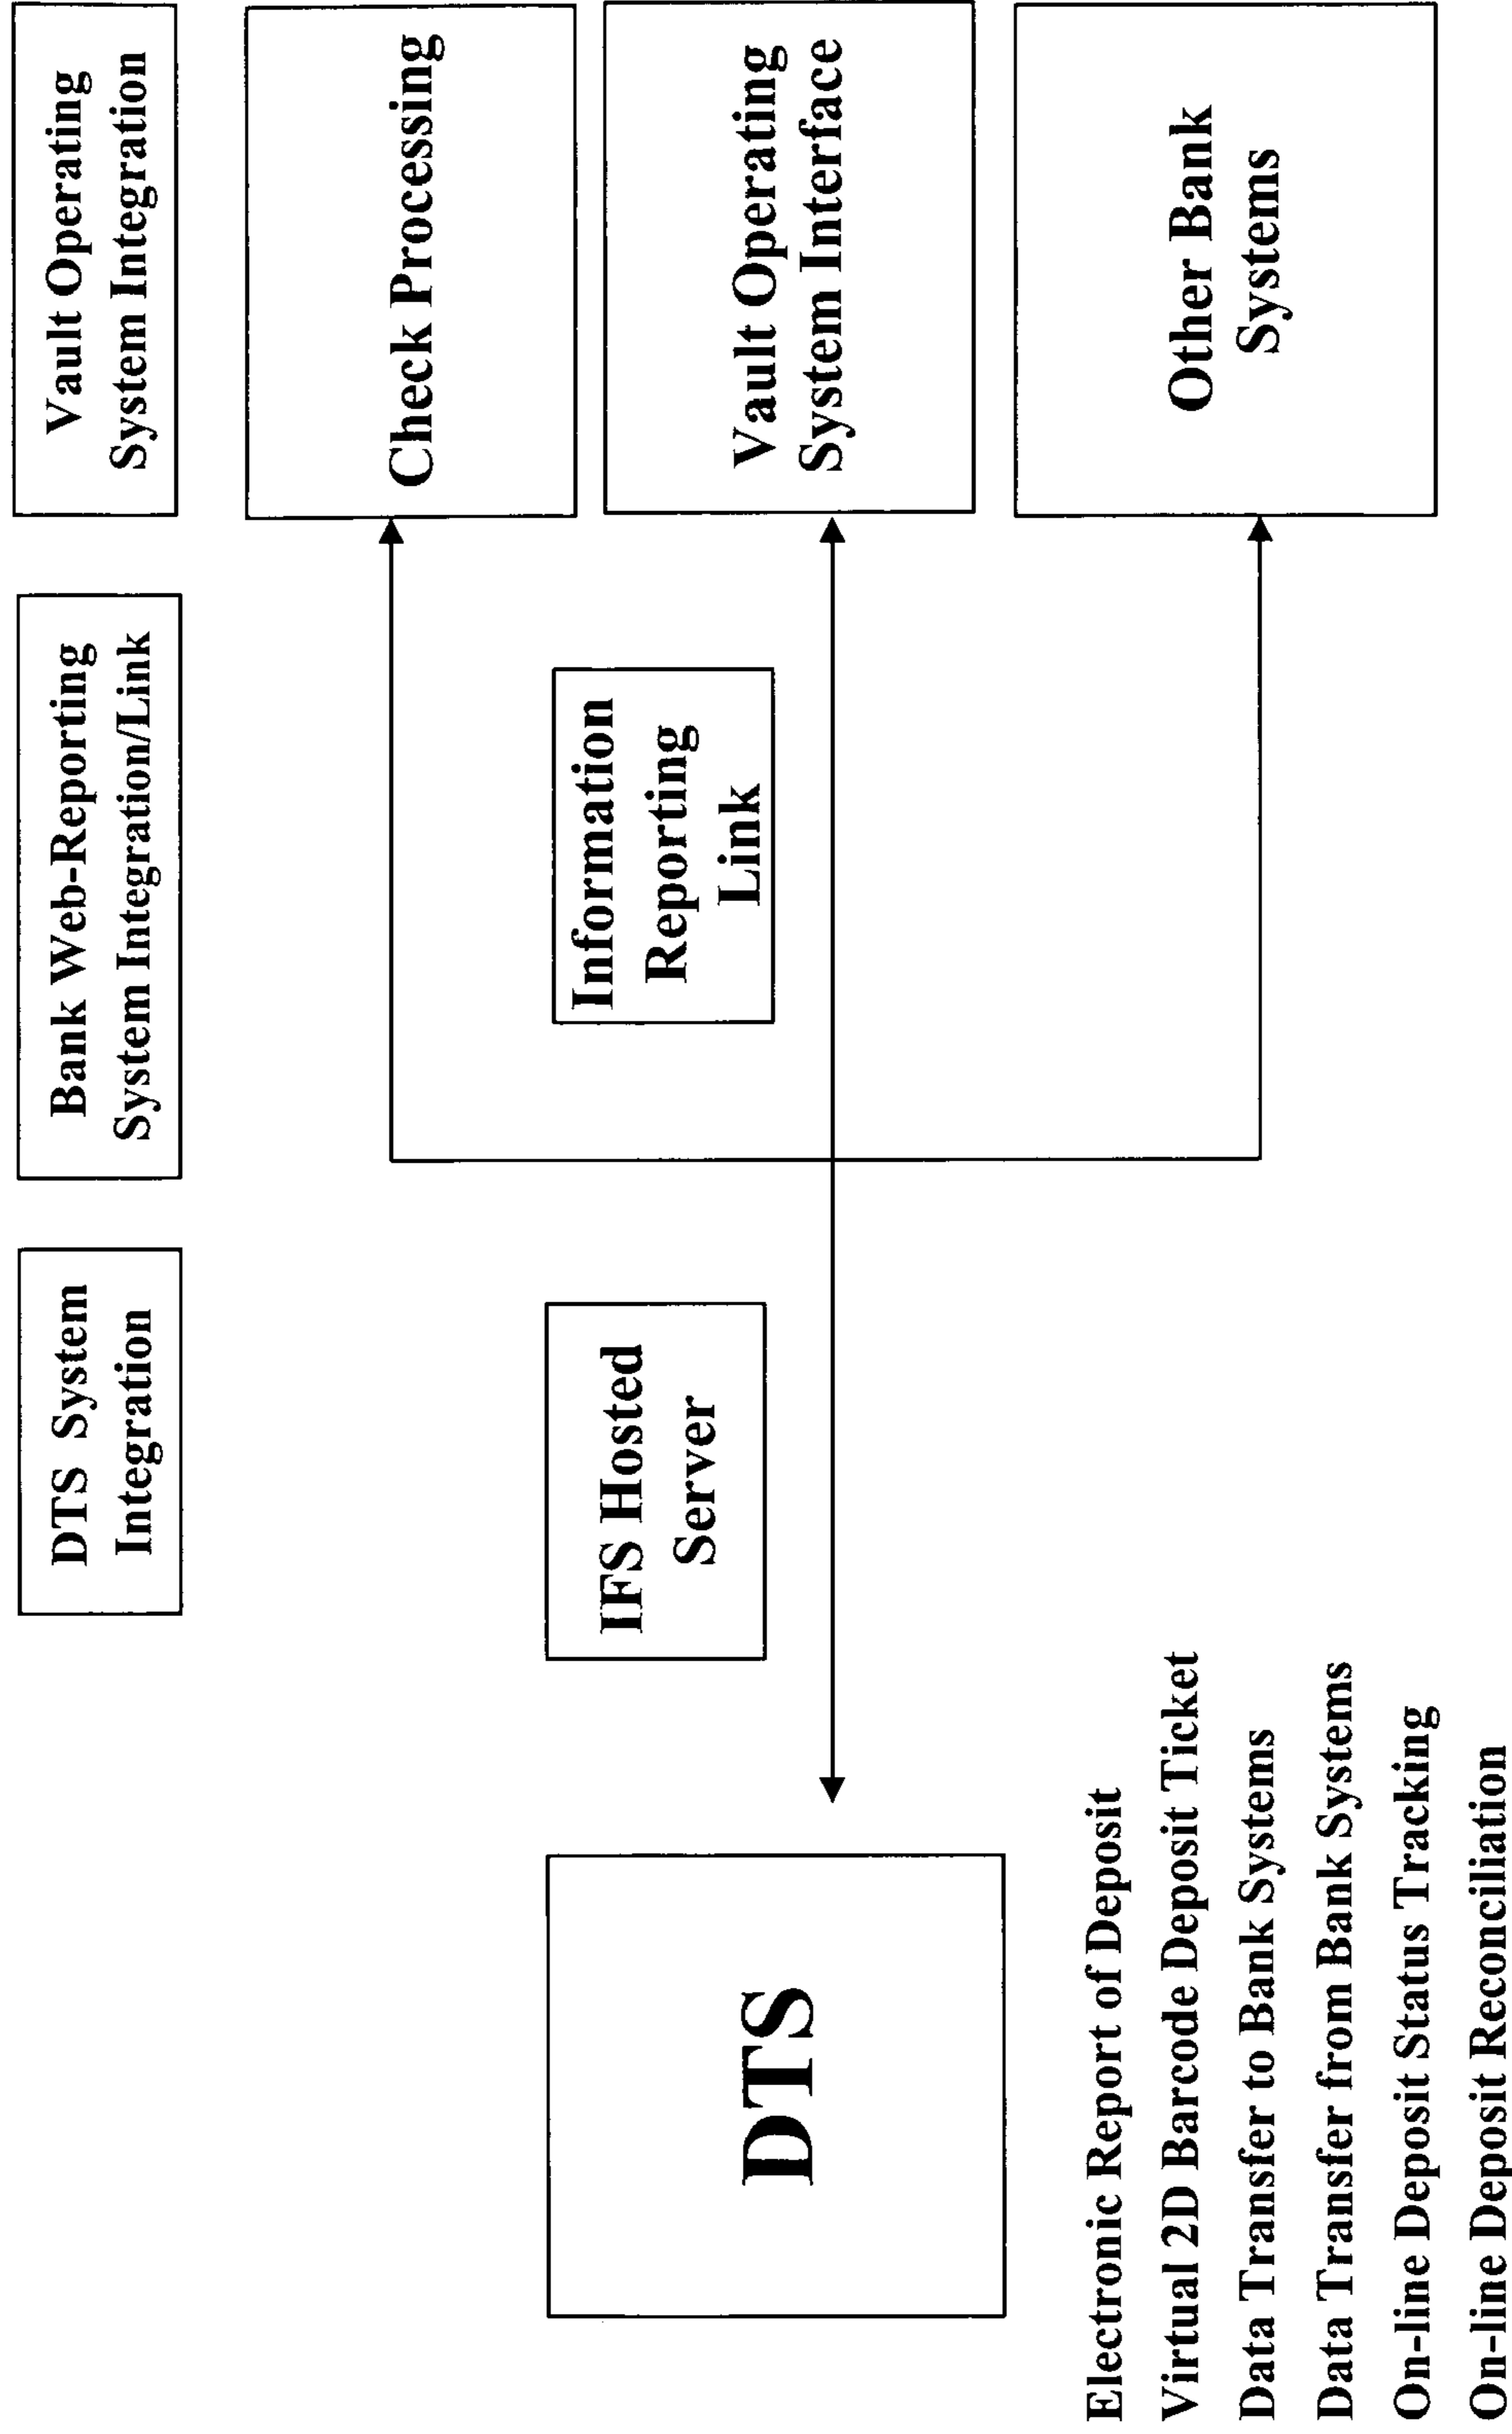 DTS System
Integration
Bank Web-Reporting
System Integration/Link
Vault Operating
System Integration
Check Processing
IFS Hosted
Server
Information
Reporting
Link
DTS
Vault Operating
System Interface
Other Bank
Systems
Electronic Report of Deposit
Virtual 2D Barcode Deposit Ticket
Data Transfer to Bank Systems
Data Transfer from Bank Systems
On-line Deposit Status Tracking
On-line Deposit Reconciliation